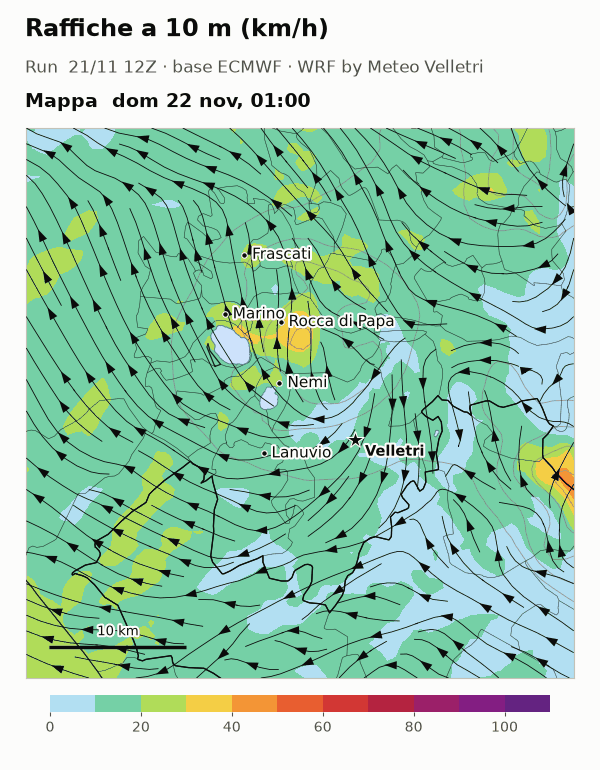 Raffiche a 10 m (km/h)
Run 21/11 12Z · base ECMWF · WRF by Meteo Velletri
Mappa dom 22 nov, 01:00
Frascati
Marino
Rocca di Papa
Nemi
Velletri
Lanuvio
10 km
0 20 40 60 80 100